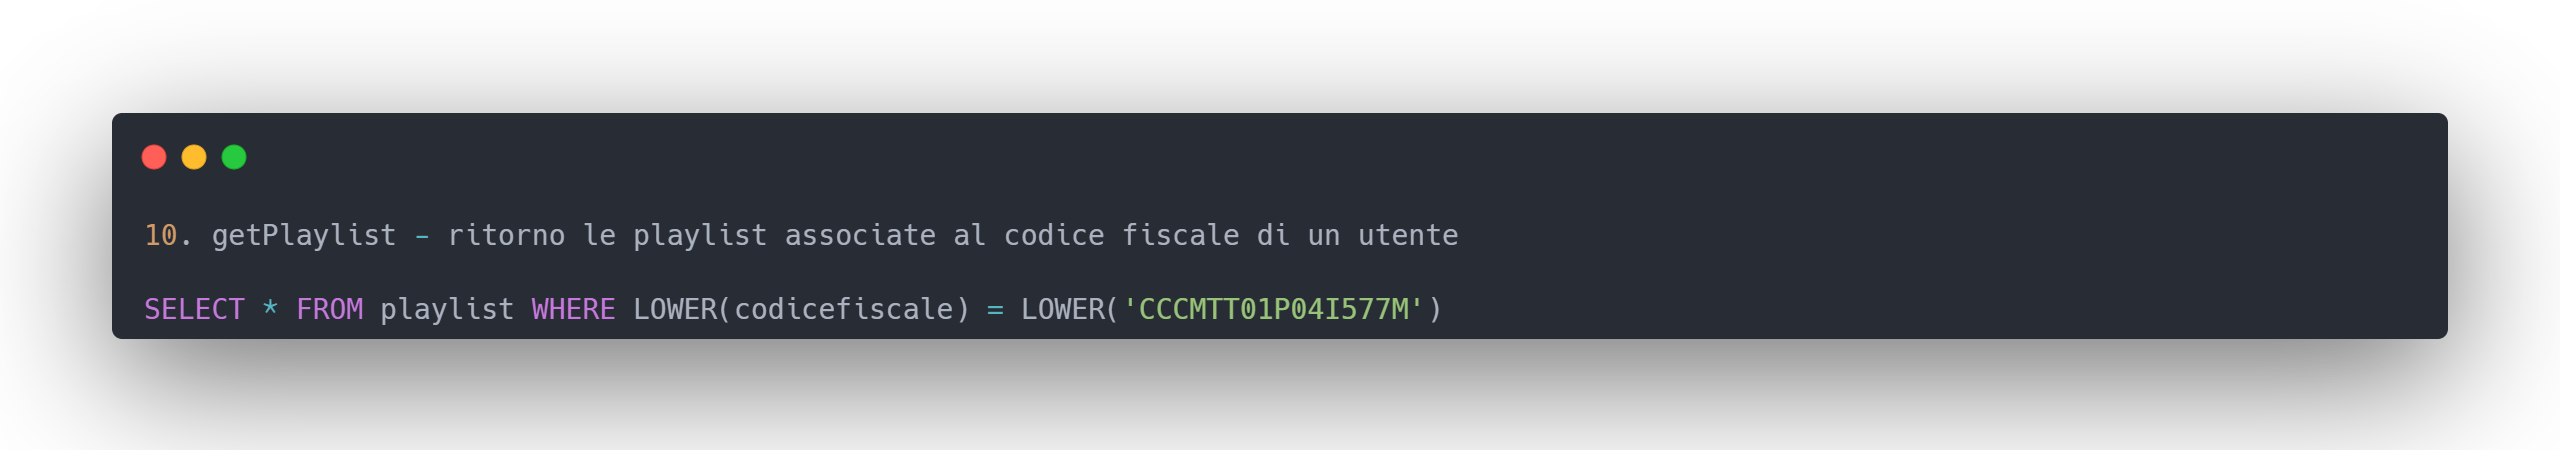 10. getPlaylist - ritorno le playlist associate al codice fiscale di un utente
SELECT * FROM playlist WHERE LOWER(codicefiscale) = LOWER('CCCMTT01P04I577M')